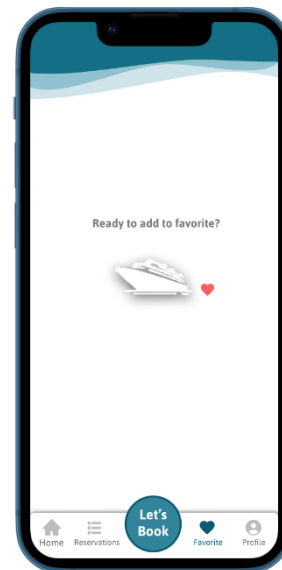 Ready to add to favorite?
Let's
Book
Home
Reservations
Favorite
Profile